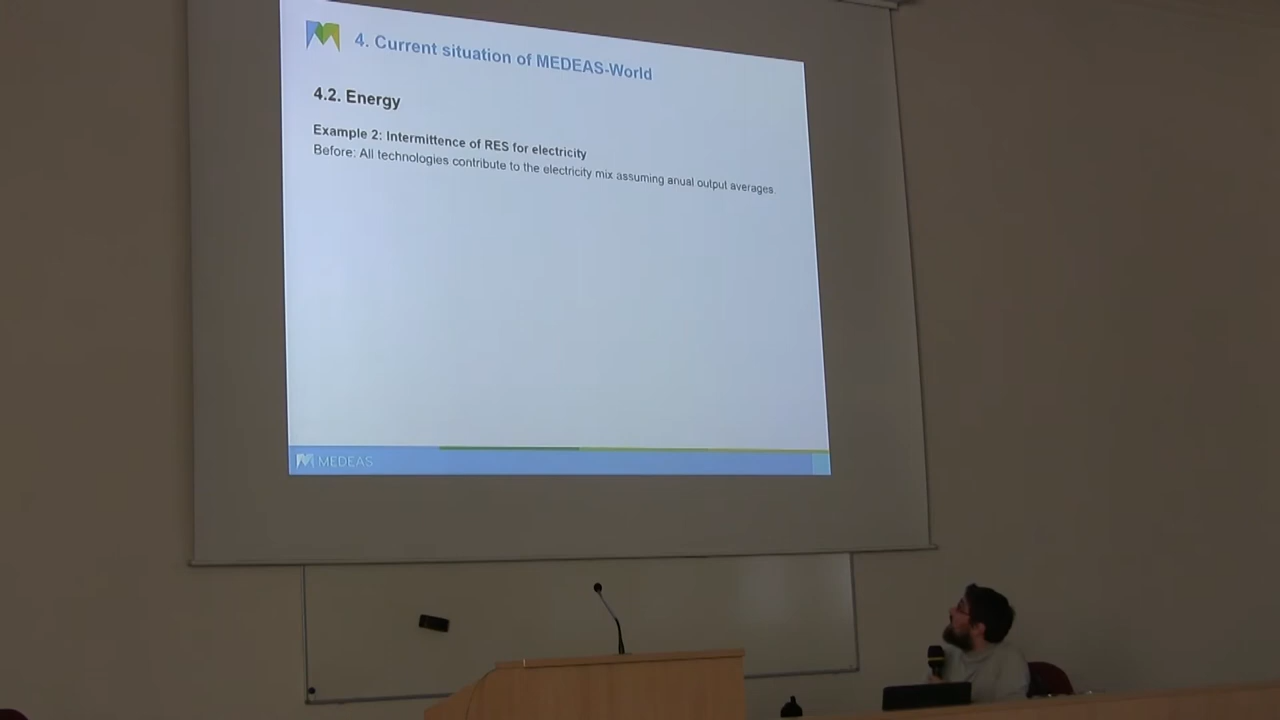 4. Current situation of MEDEAS-World
4.2. Energy
Example 2: Intermittence of RES for electricity
Before: All technologies contribute to the electricity mix assuming anual output averages.
MEDEAS